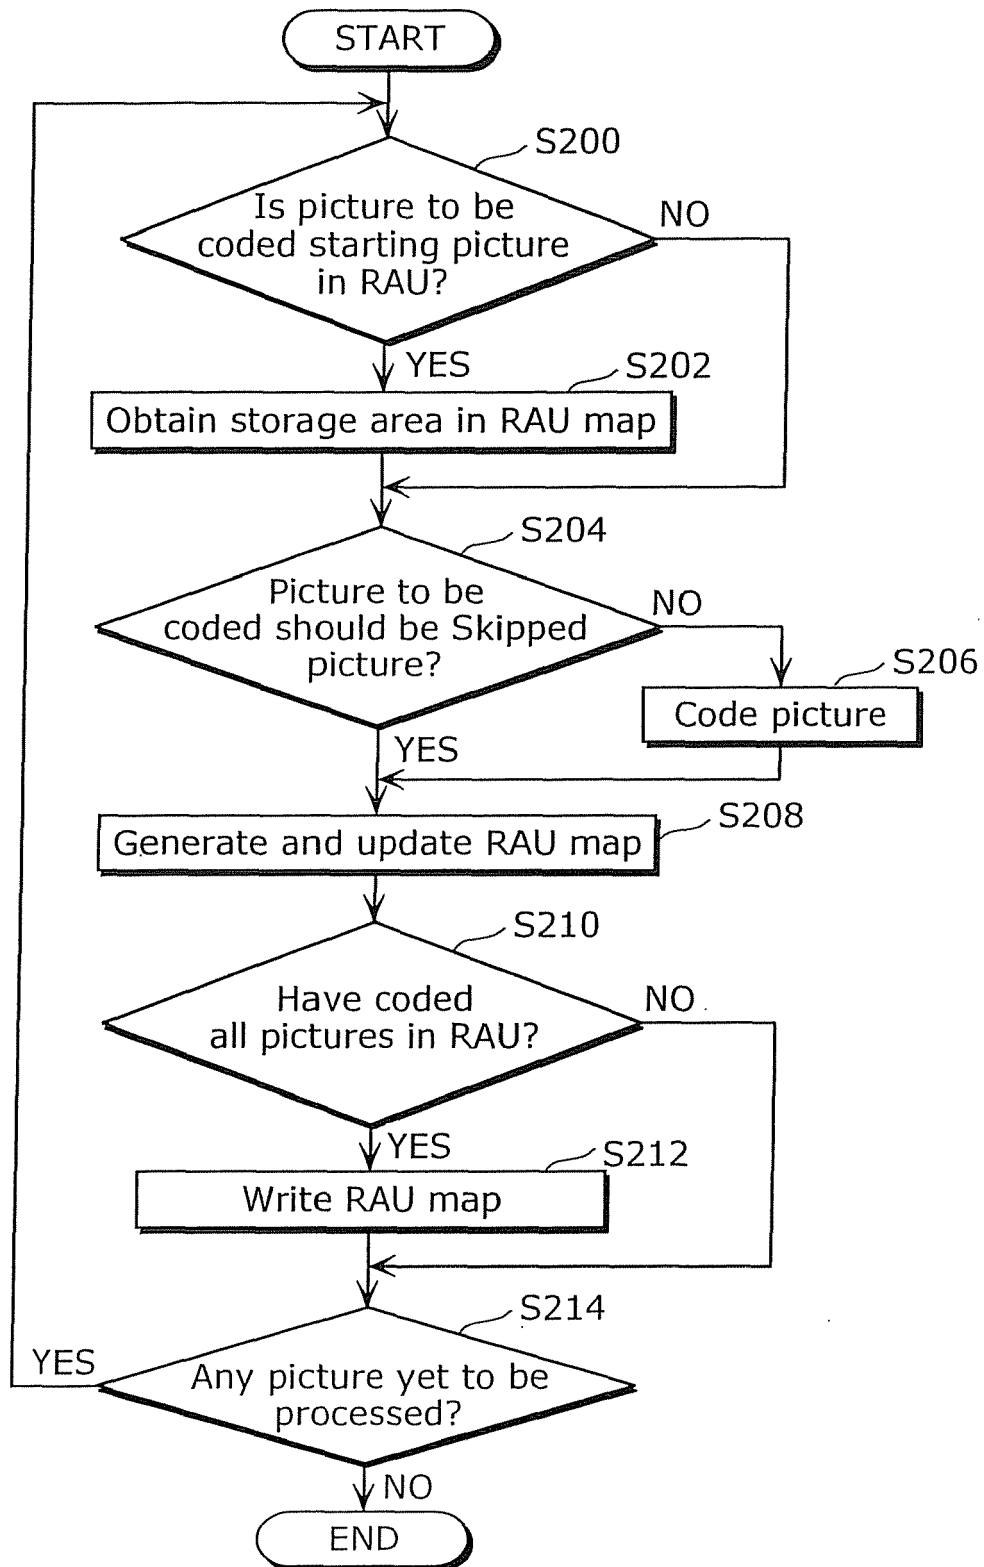 START
S200
Is picture to be
coded starting picture
in RAU?
NO
YES
S202
Obtain storage area in RAU map
S204
Picture to be
coded should be Skipped
picture?
NO
S206
Code picture
YES
S208
Generate and update RAU map
S210
Have coded
all pictures in RAU?
NO
YES
S212
Write RAU map
S214
YES
Any picture yet to be
processed?
NO
END